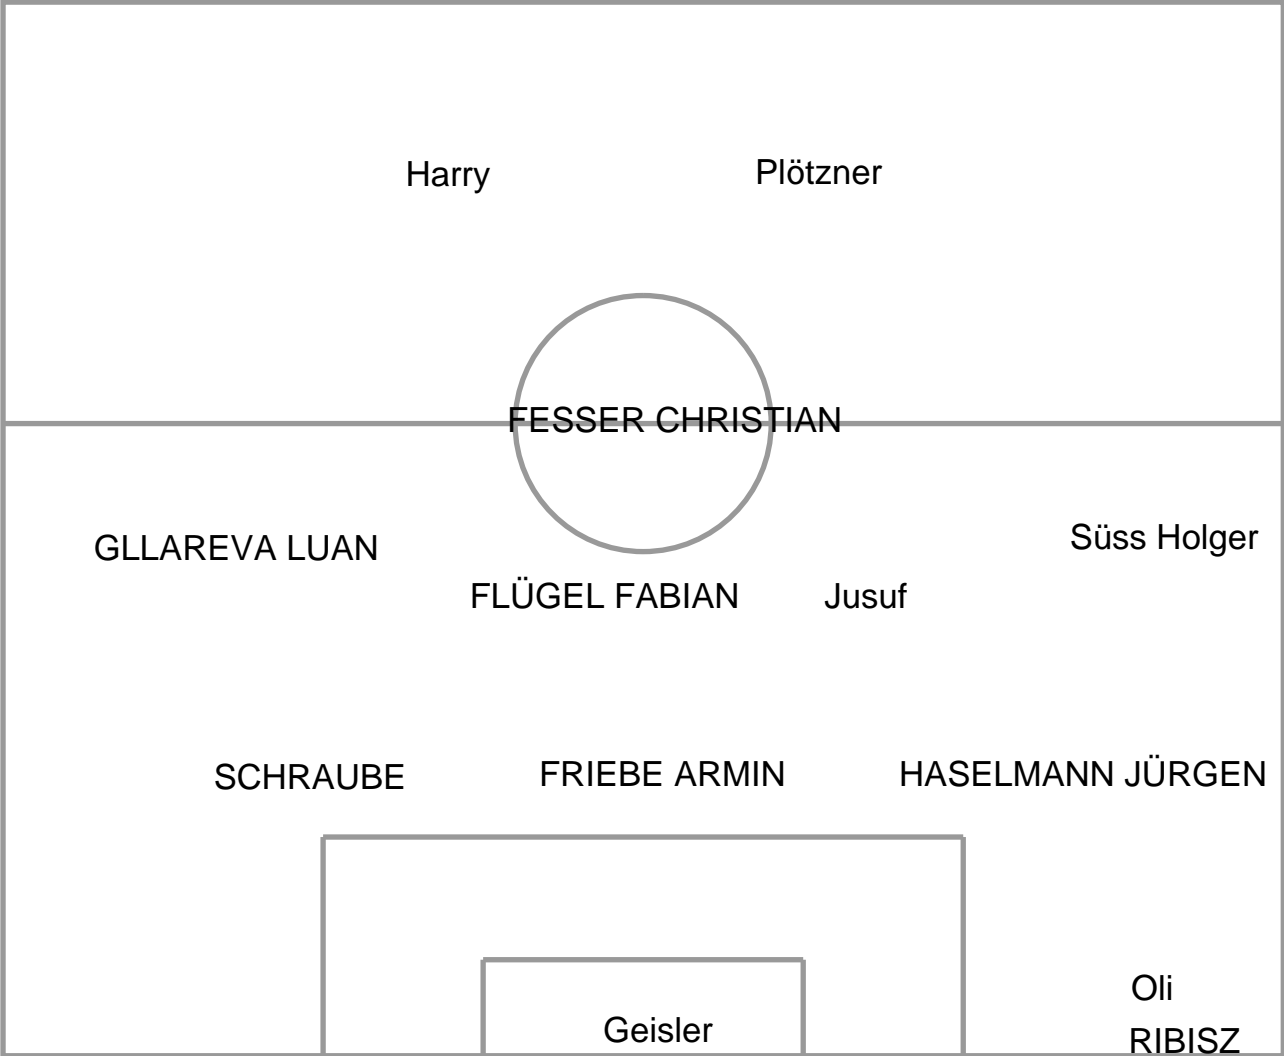 Harry
Plötzner
FESSER CHRISTIAN
GLLAREVA LUAN
Süss Holger
FLÜGEL FABIAN
Jusuf
SCHRAUBE
FRIEBE ARMIN
HASELMANN JÜRGEN
Oli
Geisler
RIBISZ